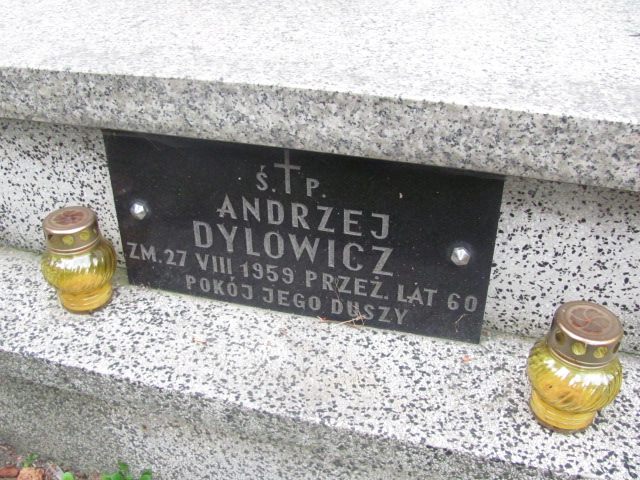 Ś. P.
ANDRZEJ
DYLOWICZ
ZM. 27 VIII 1959 PRZEŻ. LAT 60
POKÓJ JEGO DUSZY